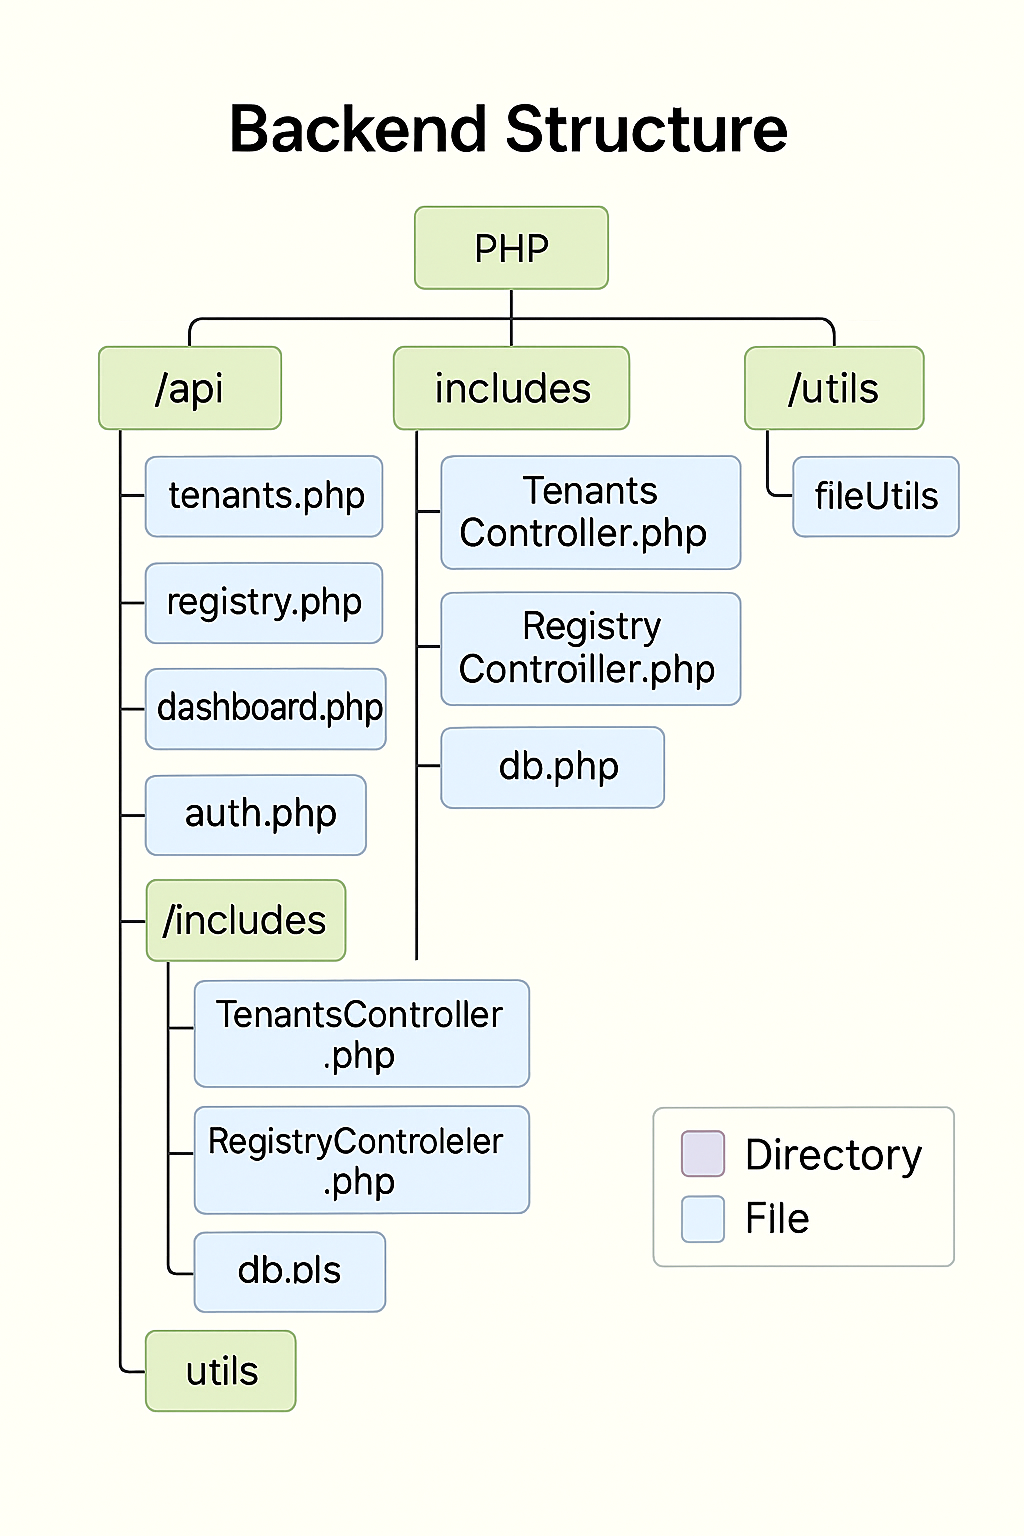 Backend Structure
PHP
/api
includes
/utils
tenants.php
registry.php
dashboard.php
auth.php
/includes
TenantsController
.php
RegistryControleler
.php
db.pls
utils
Tenants
Controller.php
Registry
Controiller.php
db.php
fileUtils
Directory
File